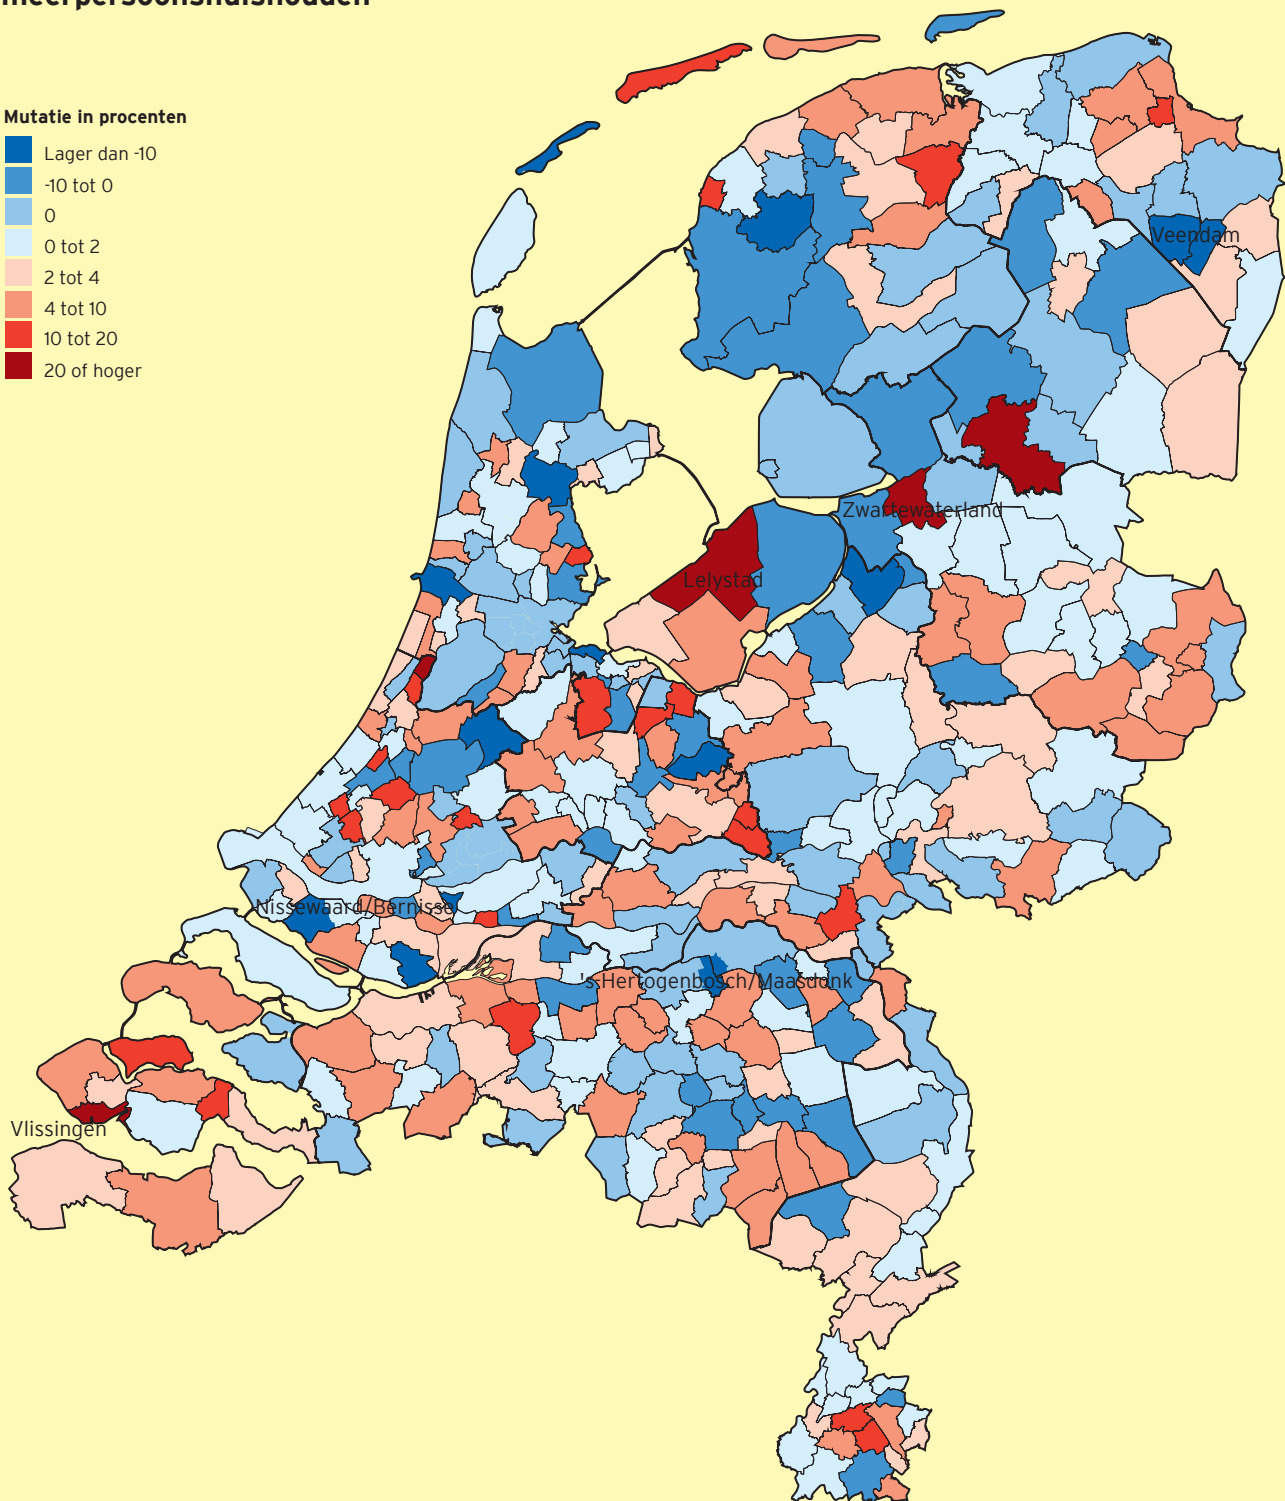 meerpersoonshuishouden
Mutatie in procenten
Lager dan -10
-10 tot 0
0
0 tot 2
2 tot 4
4 tot 10
10 tot 20
20 of hoger
Veendam
Zwartewaterland
Lelystad
Nissewaard/Bernisse
's-Hertogenbosch/Maasdonk
Vlissingen